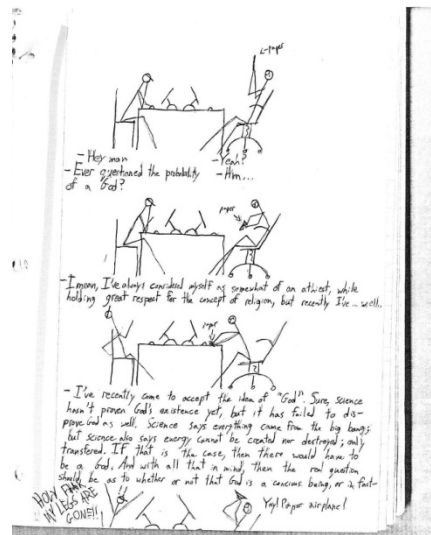 ←Paper
- Hey man
- Yeah?
- Ever questioned the probability
- Hm...
of a "God"?
paper
- I mean, I've always considered myself as somewhat of an athiest, while
holding great respect for the concept of religion, but recently I've... well..
paper
- I've recently come to accept the idea of "God". Sure, science
hasn't proven God's existence yet, but it has failed to dis-
prove God as well. Science says everything came from the big bang;
but science also says energy cannot be created nor destroyed; only
transfered. If that is the case, then there would have to
be a God. And with all that in mind, then the real question
should be as to whether or not that God is a concious being, or in fact-
HOLY
MY LEGS ARE
GONE!!
Yay! Paper airplane!